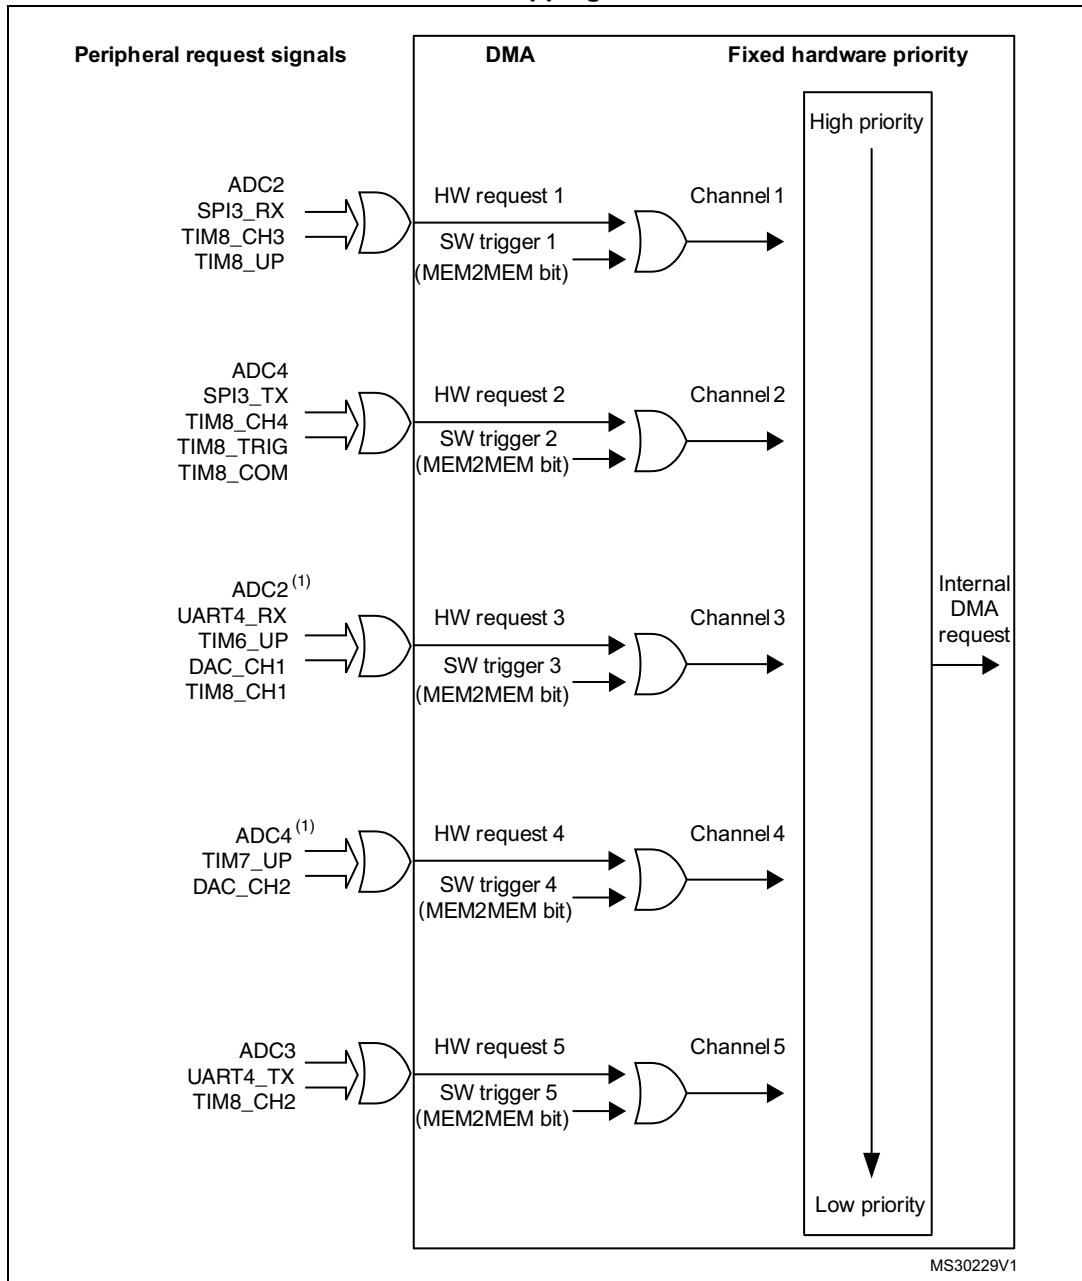 Peripheral request signals
DMA
Fixed hardware priority
High priority
ADC2
SPI3_RX
TIM8_CH3
TIM8_UP
HW request 1
SW trigger 1
(MEM2MEM bit)
Channel 1
ADC4
SPI3_TX
TIM8_CH4
TIM8_TRIG
TIM8_COM
HW request 2
SW trigger 2
(MEM2MEM bit)
Channel 2
ADC2 (1)
UART4_RX
TIM6_UP
DAC_CH1
TIM8_CH1
HW request 3
SW trigger 3
(MEM2MEM bit)
Channel 3
Internal
DMA
request
ADC4 (1)
TIM7_UP
DAC_CH2
HW request 4
SW trigger 4
(MEM2MEM bit)
Channel 4
ADC3
UART4_TX
TIM8_CH2
HW request 5
SW trigger 5
(MEM2MEM bit)
Channel 5
Low priority
MS30229V1